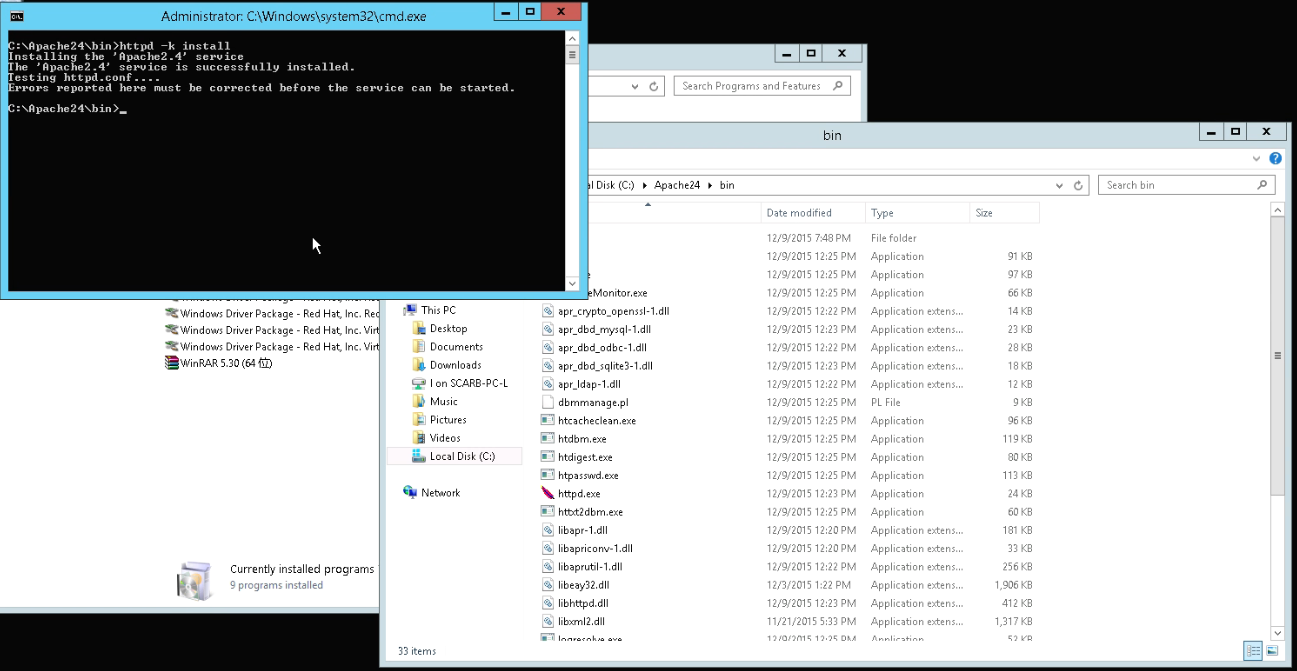 Administrator: C:\Windows\system32\cmd.exe
C:\Apache24\bin>httpd -k install
Installing the 'Apache2.4' service
The 'Apache2.4' service is successfully installed.
Testing httpd.conf....
Errors reported here must be corrected before the service can be started.
C:\Apache24\bin>_
Search Programs and Features
Windows Driver Package - Red Hat, Inc. Rec
Windows Driver Package - Red Hat, Inc. Virt
Windows Driver Package - Red Hat, Inc. Virt
WinRAR 5.30 (64 位)
Currently installed programs
9 programs installed
bin
Disk (C:) Apache24 bin
Search bin
Date modified Type Size
12/9/2015 7:48 PM File folder
12/9/2015 12:25 PM Application 91 KB
12/9/2015 12:25 PM Application 97 KB
eMonitor.exe 12/9/2015 12:25 PM Application 66 KB
apr_crypto_openssl-1.dll 12/9/2015 12:22 PM Application extens... 14 KB
apr_dbd_mysql-1.dll 12/9/2015 12:23 PM Application extens... 23 KB
apr_dbd_odbc-1.dll 12/9/2015 12:22 PM Application extens... 28 KB
apr_dbd_sqlite3-1.dll 12/9/2015 12:23 PM Application extens... 18 KB
apr_ldap-1.dll 12/9/2015 12:22 PM Application extens... 12 KB
dbmmanage.pl 12/9/2015 12:25 PM PL File 9 KB
htcacheclean.exe 12/9/2015 12:25 PM Application 96 KB
htdbm.exe 12/9/2015 12:25 PM Application 119 KB
htdigest.exe 12/9/2015 12:25 PM Application 80 KB
htpasswd.exe 12/9/2015 12:25 PM Application 113 KB
httpd.exe 12/9/2015 12:23 PM Application 24 KB
httxt2dbm.exe 12/9/2015 12:25 PM Application 60 KB
libapr-1.dll 12/9/2015 12:20 PM Application extens... 181 KB
libapriconv-1.dll 12/9/2015 12:20 PM Application extens... 33 KB
libaprutil-1.dll 12/9/2015 12:22 PM Application extens... 256 KB
libeay32.dll 12/3/2015 1:22 PM Application extens... 1,906 KB
libhttpd.dll 12/9/2015 12:23 PM Application extens... 412 KB
libxml2.dll 11/21/2015 5:33 PM Application extens... 1,317 KB
logresolve.exe 12/9/2015 12:25 PM Application 52 KB
This PC
Desktop
Documents
Downloads
I on SCARB-PC-L
Music
Pictures
Videos
Local Disk (C:)
Network
33 items